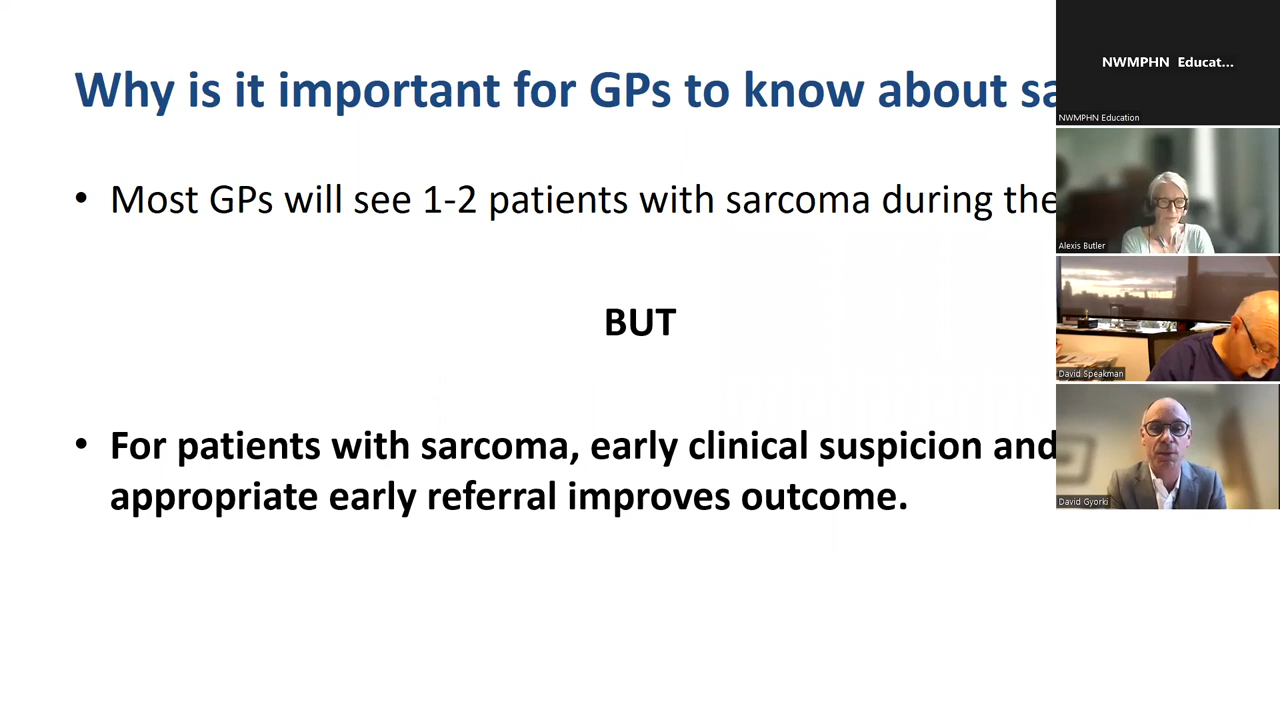 Why is it important for GPs to know about sa
• Most GPs will see 1-2 patients with sarcoma during the
BUT
• For patients with sarcoma, early clinical suspicion and
appropriate early referral improves outcome.
NWMPHN Educat...
NWMPHN Education
Alexis Butler
David Speakman
David Gyorki